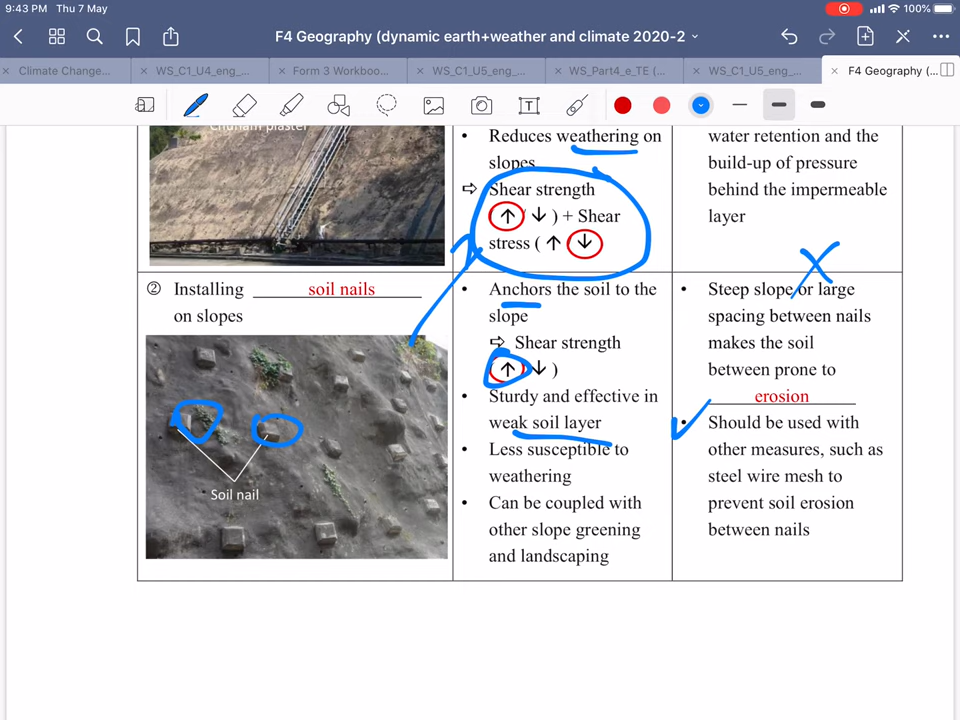 9:43 PM Thu 7 May
100%
F4 Geography (dynamic earth+weather and climate 2020-2
Climate Change...
WS_C1_U4_eng_...
Form 3 Workboo...
WS_C1_U5_eng_...
WS_Part4_e_TE (...
WS_C1_U5_eng_...
F4 Geography (...
Chunam plaster
• Reduces weathering on
slopes
⇨ Shear strength
( ↑ / ↓ ) + Shear
stress ( ↑ / ↓
water retention and the
build-up of pressure
behind the impermeable
layer
② Installing soil nails
on slopes
Soil nail
• Anchors the soil to the
slope
⇨ Shear strength
( ↑ / ↓ )
• Sturdy and effective in
weak soil layer
• Less susceptible to
weathering
• Can be coupled with
other slope greening
and landscaping
• Steep slope or large
spacing between nails
makes the soil
between prone to
erosion
• Should be used with
other measures, such as
steel wire mesh to
prevent soil erosion
between nails